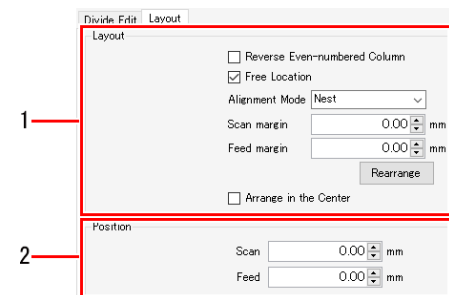 Divide Edit Layout
Layout
Reverse Even-numbered Column
Free Location
Alignment Mode Nest
1
Scan margin 0.00 mm
Feed margin 0.00 mm
Rearrange
Arrange in the Center
Position
2
Scan 0.00 mm
Feed 0.00 mm